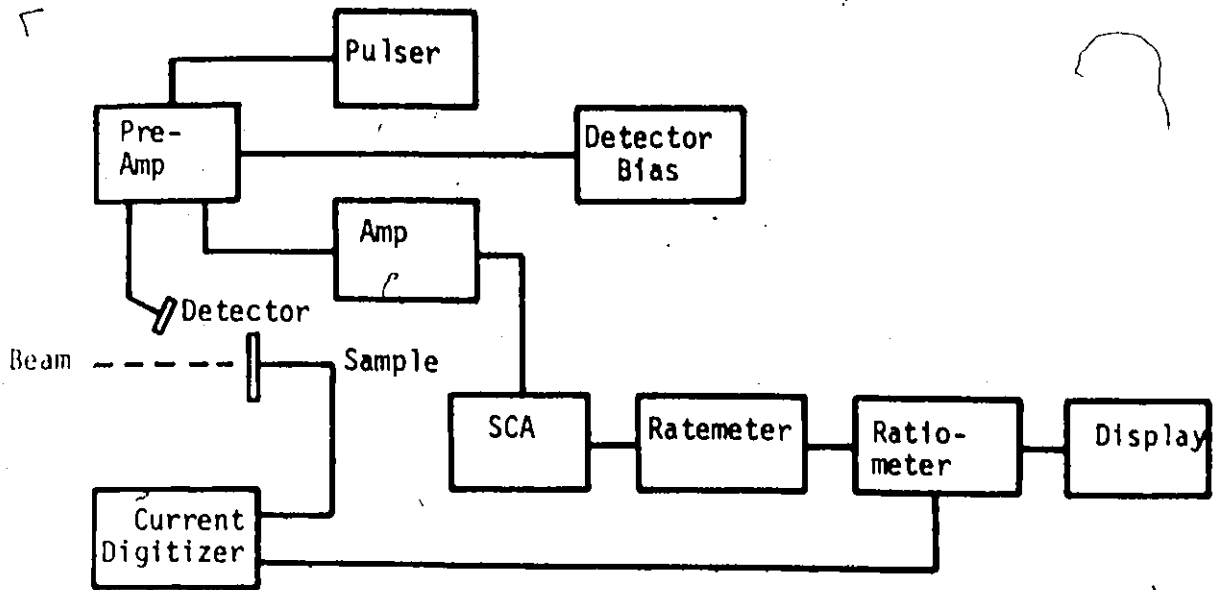 Pulser
Pre-
Amp
Detector
Bias
Amp
Detector
Beam
Sample
SCA
Ratemeter
Ratio-
meter
Display
Current
Digitizer